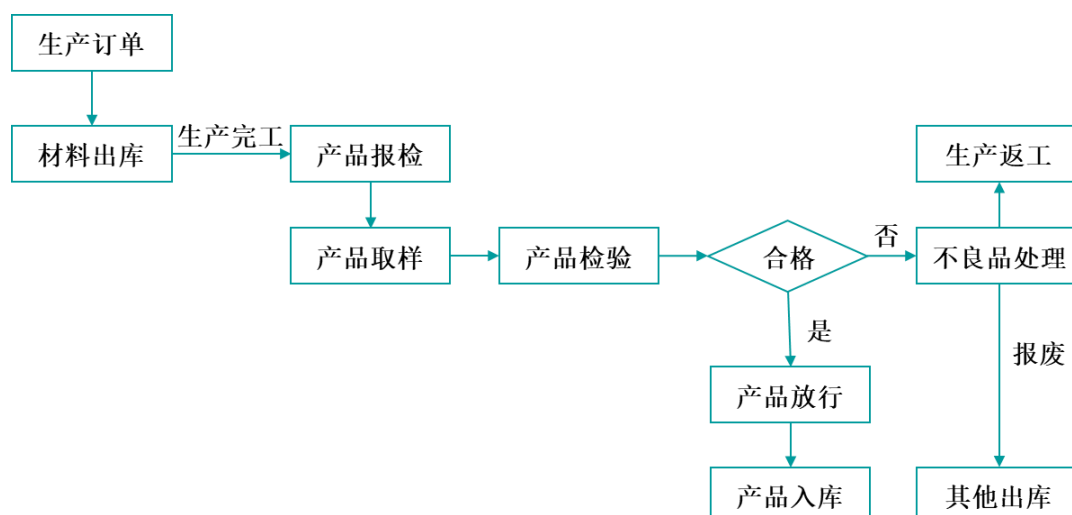 生产订单
材料出库
生产完工
产品报检
生产返工
产品取样
产品检验
合格
否
不良品处理
是
报废
产品放行
产品入库
其他出库